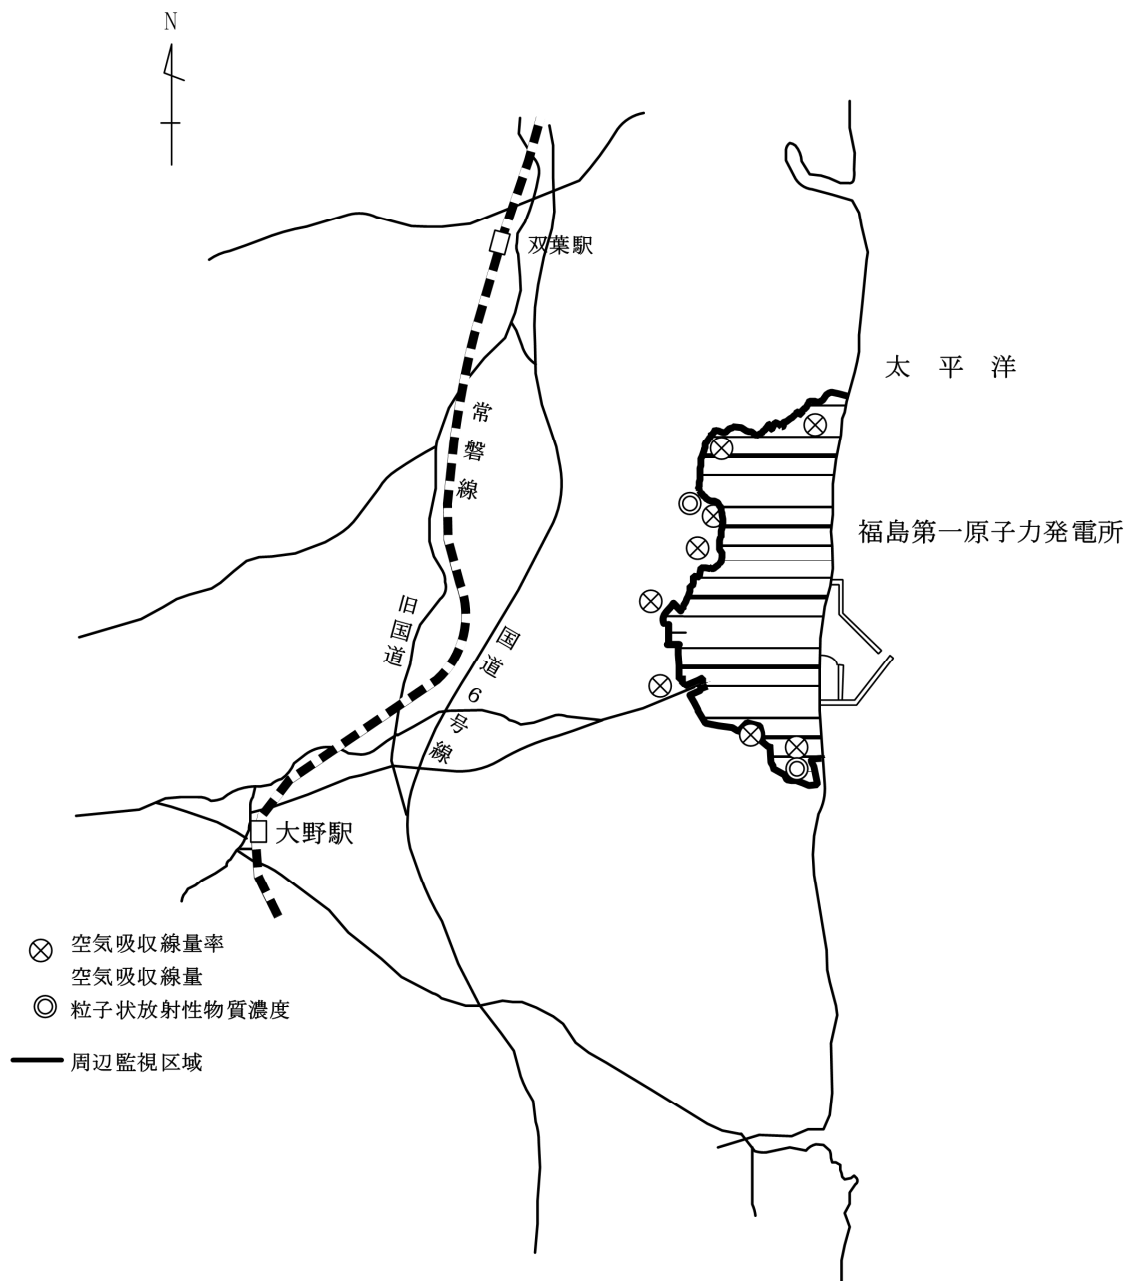 N
双葉駅
太平洋
常磐線
福島第一原子力発電所
旧国道
国道6号線
大野駅
空気吸収線量率
空気吸収線量
粒子状放射性物質濃度
周辺監視区域